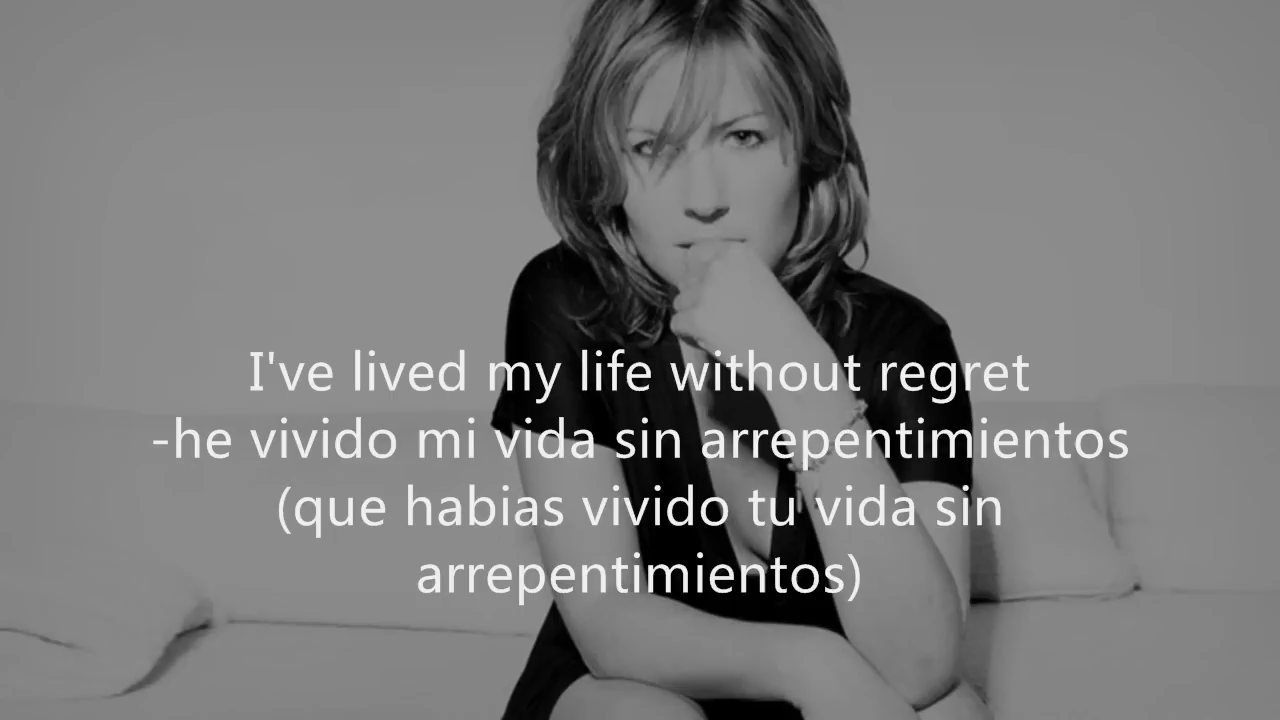 I've lived my life without regret
-he vivido mi vida sin arrepentimientos
(que habias vivido tu vida sin
arrepentimientos)